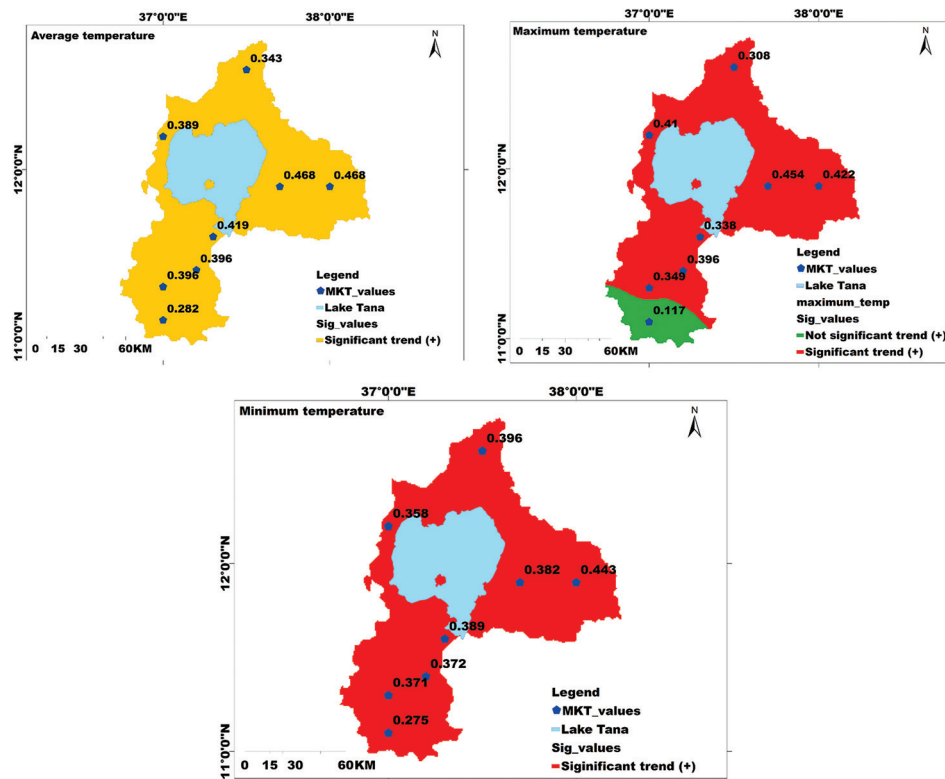 37°0'0"E 38°0'0"E
Average temperature
N
0.343
0.389
12°0'0"N
0.468 0.468
0.419
0.396
0.396
0.282
11°0'0"N
0 15 30 60KM
Legend
MKT_values
Lake Tana
Sig_values
Significant trend (+)
37°0'0"E 38°0'0"E
Maximum temperature
N
0.308
0.41
12°0'0"N
0.454 0.422
0.338
0.396
0.349
0.117
11°0'0"N
0 15 30 60KM
Legend
MKT_values
Lake Tana
maximum_temp
Sig_values
Not significant trend (+)
Significant trend (+)
37°0'0"E 38°0'0"E
Minimum temperature
N
0.396
0.358
12°0'0"N
0.382 0.443
0.389
0.372
0.371
0.275
11°0'0"N
0 15 30 60KM
Legend
MKT_values
Lake Tana
Sig_values
Siginificant trend (+)